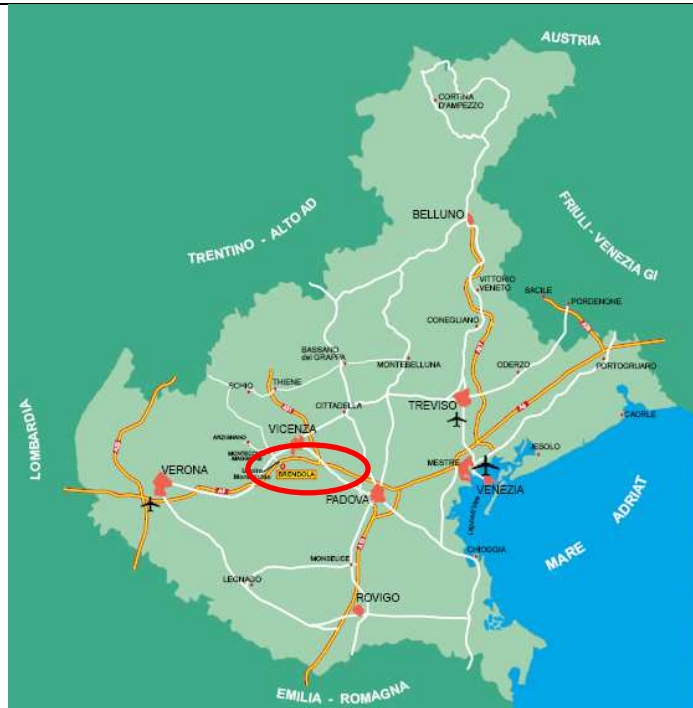 AUSTRIA
CORTINA
D'AMPEZZO
BELLUNO
TRENTINO - ALTO AD
FRIULI - VENEZIA GI
VITTORIO
VENETO
SACILE
PORDENONE
CONEGLIANO
BASSANO
del GRAPPA
MONTEBELLUNA
ODERZO
PORTOGRUARO
SCHIO
THIENE
CITTADELLA
TREVISO
CAORLE
LOMBARDIA
ARZIGNANO
VICENZA
JESOLO
MESTRE
VERONA
BRENDOLA
PADOVA
VENEZIA
MARE ADRIAT
CHIOGGIA
MONSELICE
LEGNAGO
ROVIGO
EMILIA - ROMAGNA